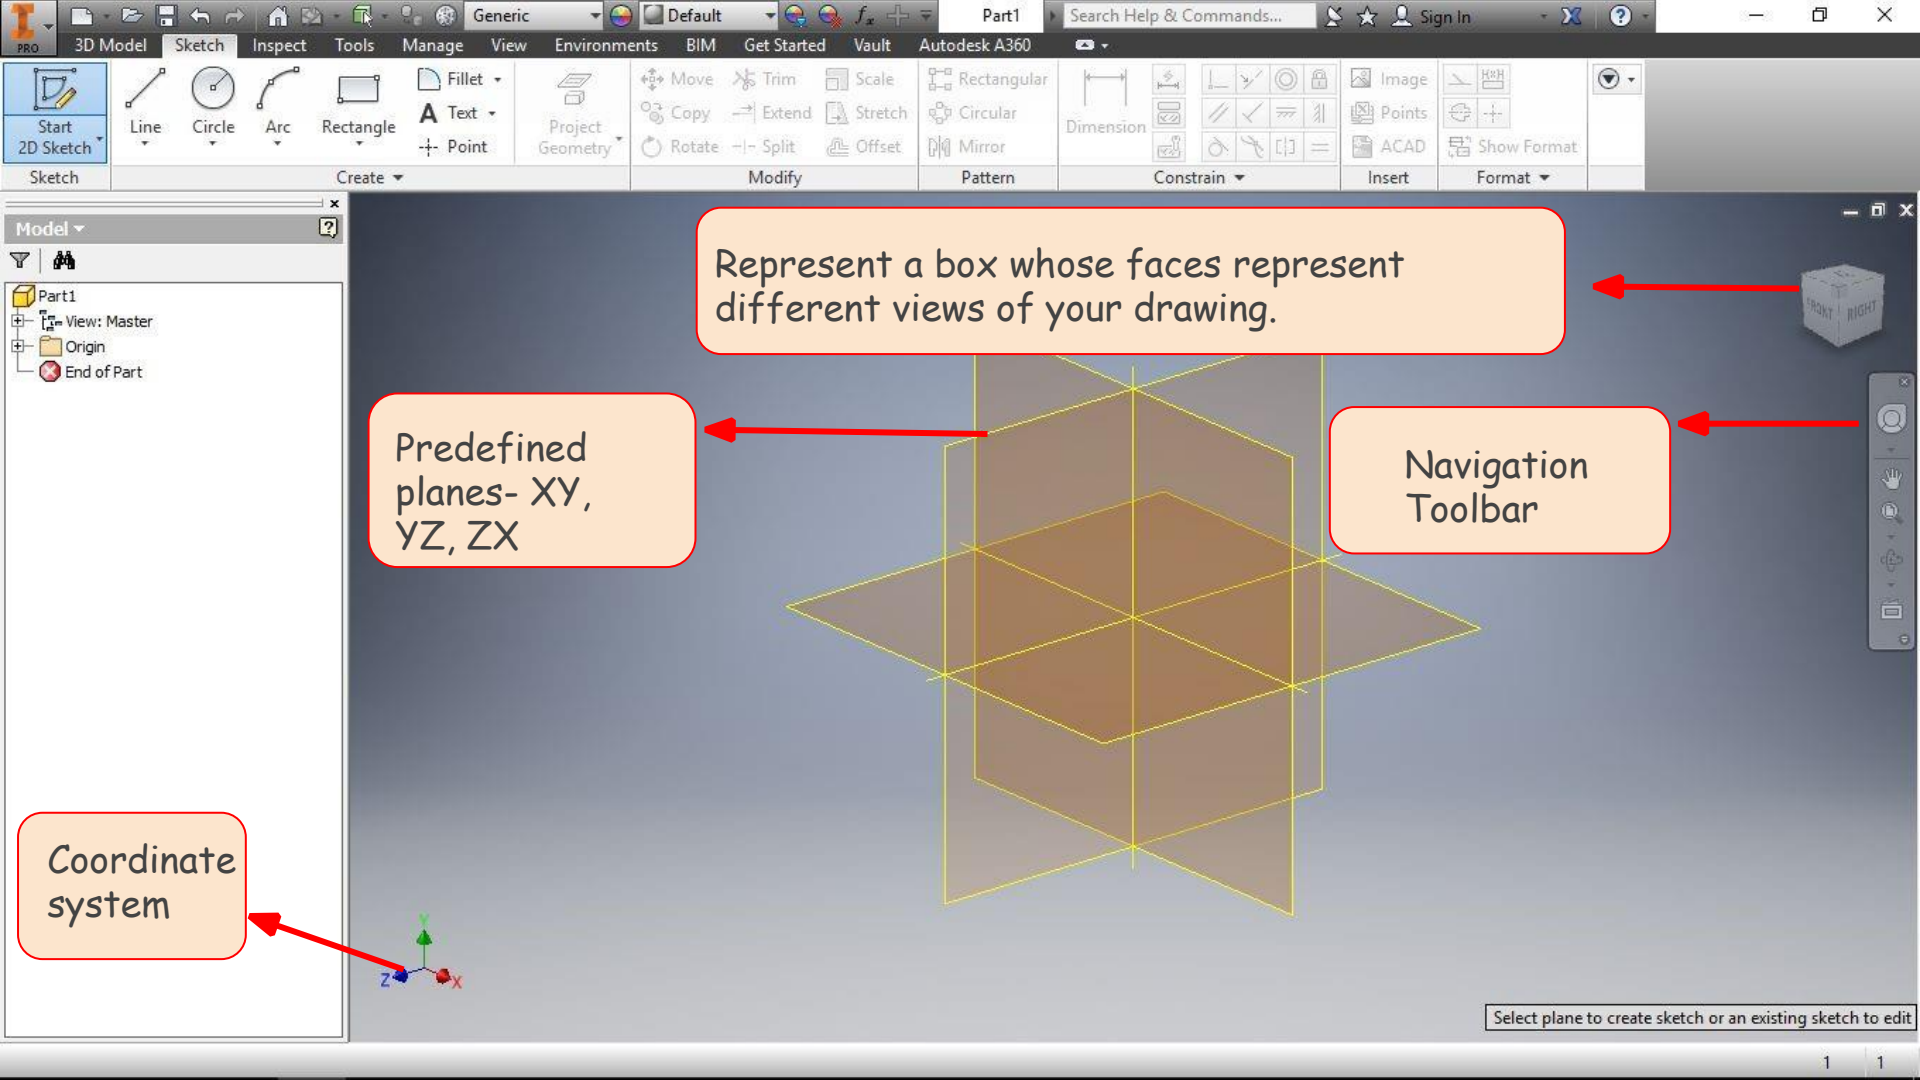 Generic Default fx Part1 Search Help & Commands... Sign In
PRO 3D Model Sketch Inspect Tools Manage View Environments BIM Get Started Vault Autodesk A360
Start
2D Sketch
Line Circle Arc Rectangle
Fillet
A Text
Point
Project
Geometry
Move Trim Scale
Copy Extend Stretch
Rotate Split Offset
Rectangular
Circular
Mirror
Dimension
Image
Points
ACAD
Show Format
Sketch Create Modify Pattern Constrain Insert Format
Model
Part1
View: Master
Origin
End of Part
Represent a box whose faces represent
different views of your drawing.
FRONT RIGHT
Predefined
planes- XY,
YZ, ZX
Navigation
Toolbar
Coordinate
system
Y
Z X
Select plane to create sketch or an existing sketch to edit
1 1